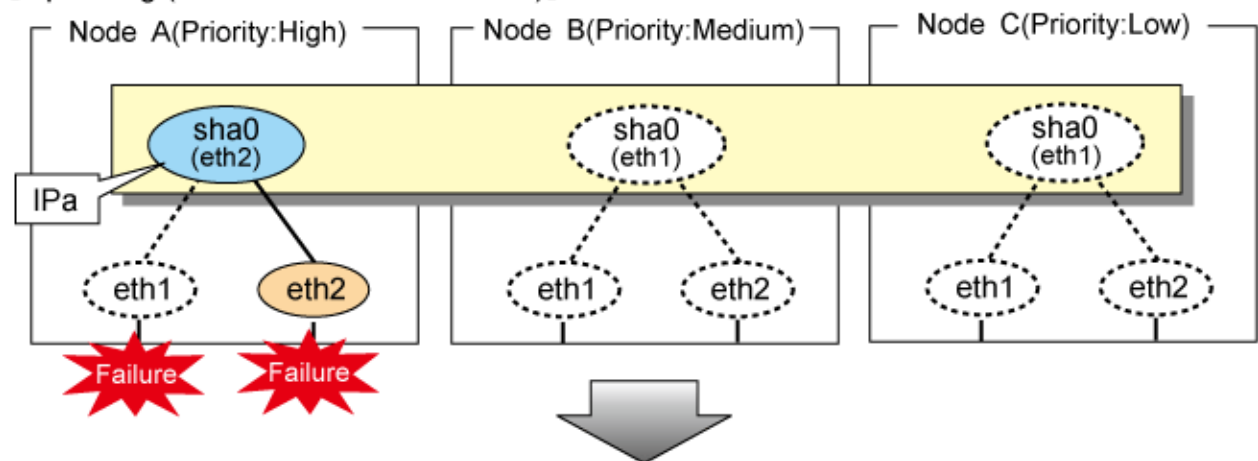 Node A(Priority:High)
Node B(Priority:Medium)
Node C(Priority:Low)
sha0
(eth2)
sha0
(eth1)
sha0
(eth1)
IPa
eth1
eth2
eth1
eth2
eth1
eth2
Failure
Failure